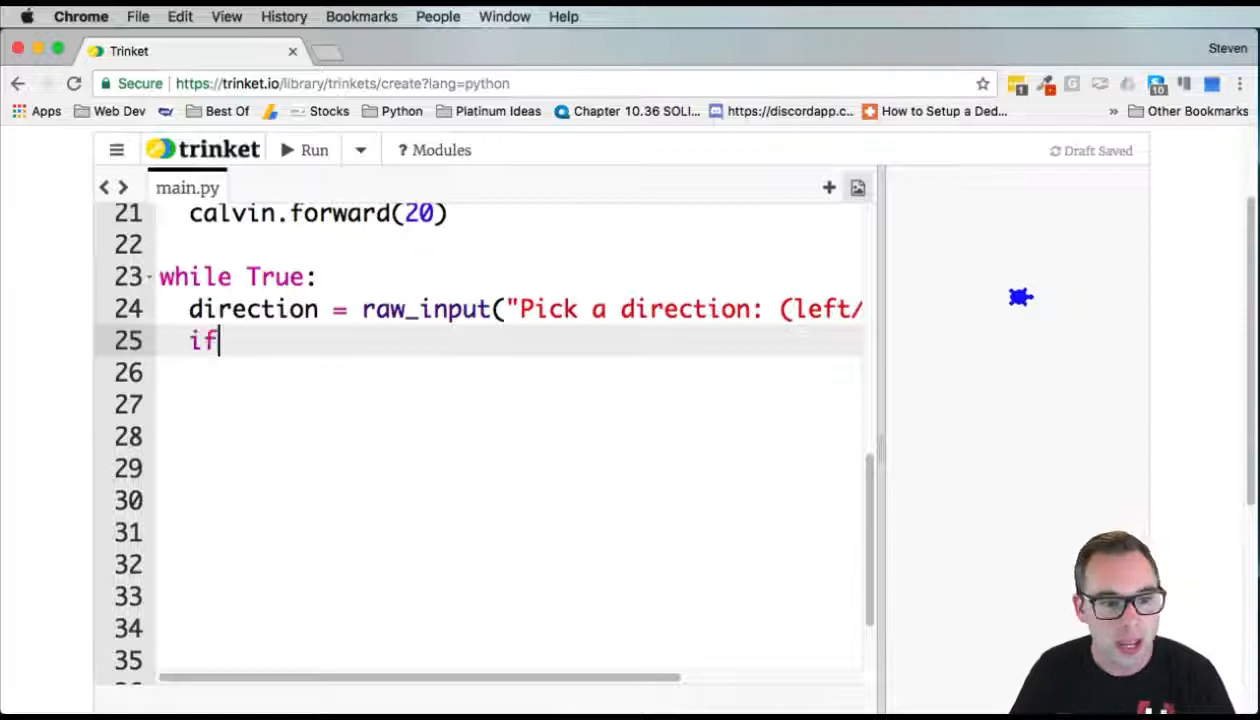 Chrome File Edit View History Bookmarks People Window Help
Trinket
Steven
Secure https://trinket.io/library/trinkets/create?lang=python
1
10
Apps Web Dev Best Of Stocks Python Platinum Ideas Chapter 10.36 SOLI... https://discordapp.c... How to Setup a Ded... » Other Bookmarks
trinket Run ? Modules Draft Saved
main.py
21 calvin.forward(20)
22
23 while True:
24 direction = raw_input("Pick a direction: (left/
25 if
26
27
28
29
30
31
32
33
34
35